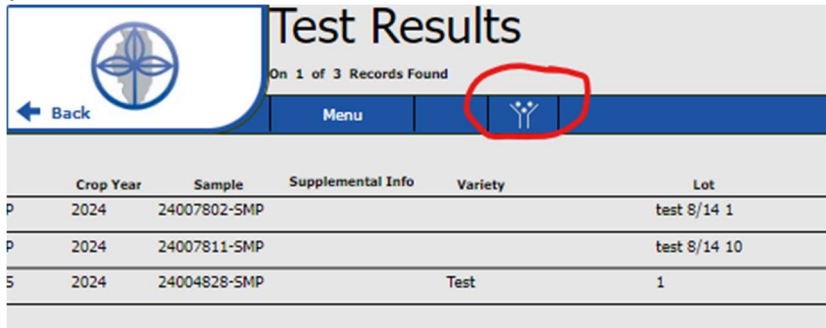 Test Results
On 1 of 3 Records Found
Back
Menu
Crop Year Sample Supplemental Info Variety Lot
P 2024 24007802-SMP test 8/14 1
P 2024 24007811-SMP test 8/14 10
S 2024 24004828-SMP Test 1